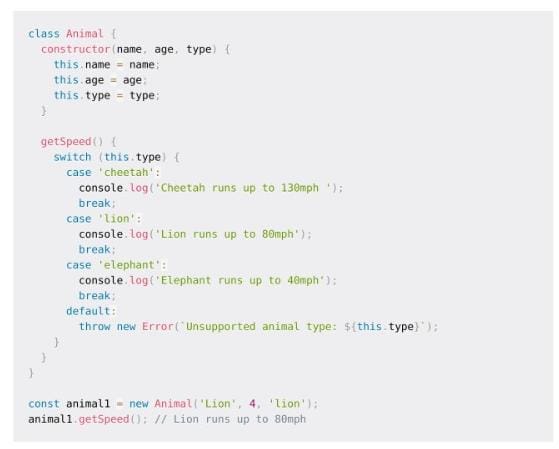 class Animal {
  constructor(name, age, type) {
    this.name = name;
    this.age = age;
    this.type = type;
  }

  getSpeed() {
    switch (this.type) {
      case 'cheetah':
        console.log('Cheetah runs up to 130mph ');
        break;
      case 'lion':
        console.log('Lion runs up to 80mph');
        break;
      case 'elephant':
        console.log('Elephant runs up to 40mph');
        break;
      default:
        throw new Error(`Unsupported animal type: ${this.type}`);
    }
  }
}

const animal1 = new Animal('Lion', 4, 'lion');
animal1.getSpeed(); // Lion runs up to 80mph